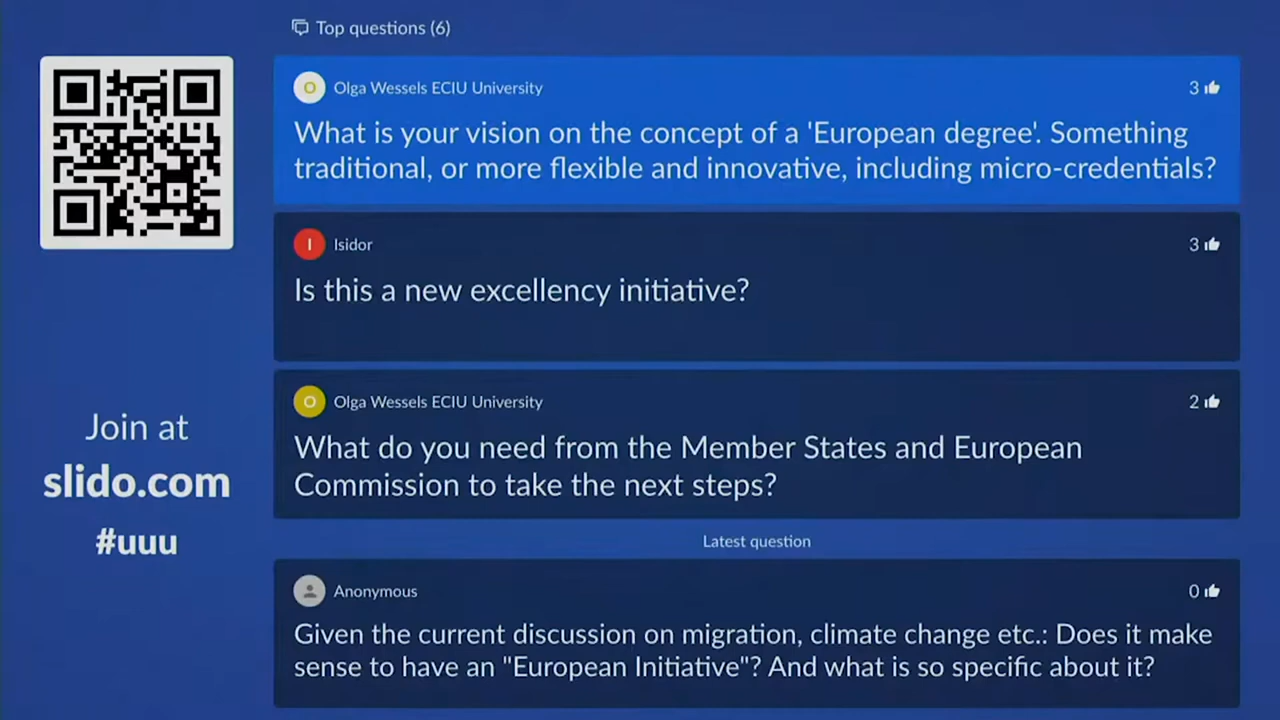 Top questions (6)
O Olga Wessels ECIU University 3
What is your vision on the concept of a 'European degree'. Something
traditional, or more flexible and innovative, including micro-credentials?
I Isidor 3
Is this a new excellency initiative?
O Olga Wessels ECIU University 2
What do you need from the Member States and European
Commission to take the next steps?
Latest question
Anonymous 0
Given the current discussion on migration, climate change etc.: Does it make
sense to have an "European Initiative"? And what is so specific about it?
Join at
slido.com
#uuu